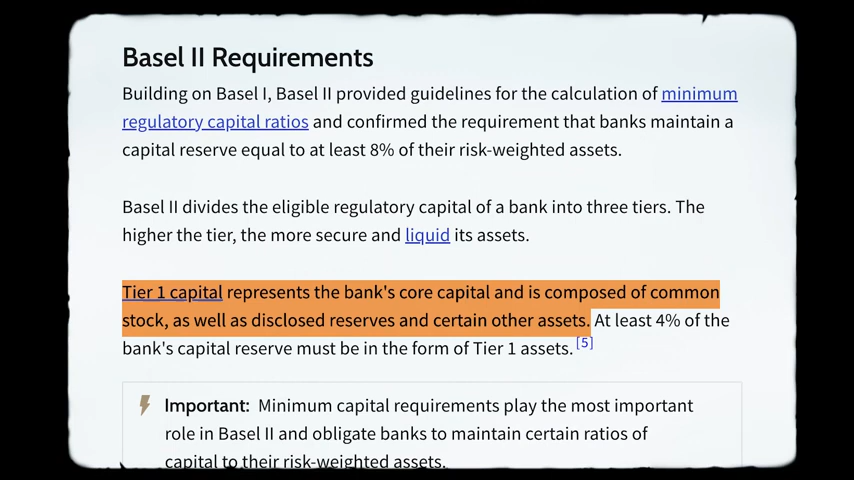 Basel II Requirements
Building on Basel I, Basel II provided guidelines for the calculation of minimum
regulatory capital ratios and confirmed the requirement that banks maintain a
capital reserve equal to at least 8% of their risk-weighted assets.
Basel II divides the eligible regulatory capital of a bank into three tiers. The
higher the tier, the more secure and liquid its assets.
Tier 1 capital represents the bank's core capital and is composed of common
stock, as well as disclosed reserves and certain other assets. At least 4% of the
bank's capital reserve must be in the form of Tier 1 assets. [5]
Important: Minimum capital requirements play the most important
role in Basel II and obligate banks to maintain certain ratios of
capital to their risk-weighted assets.